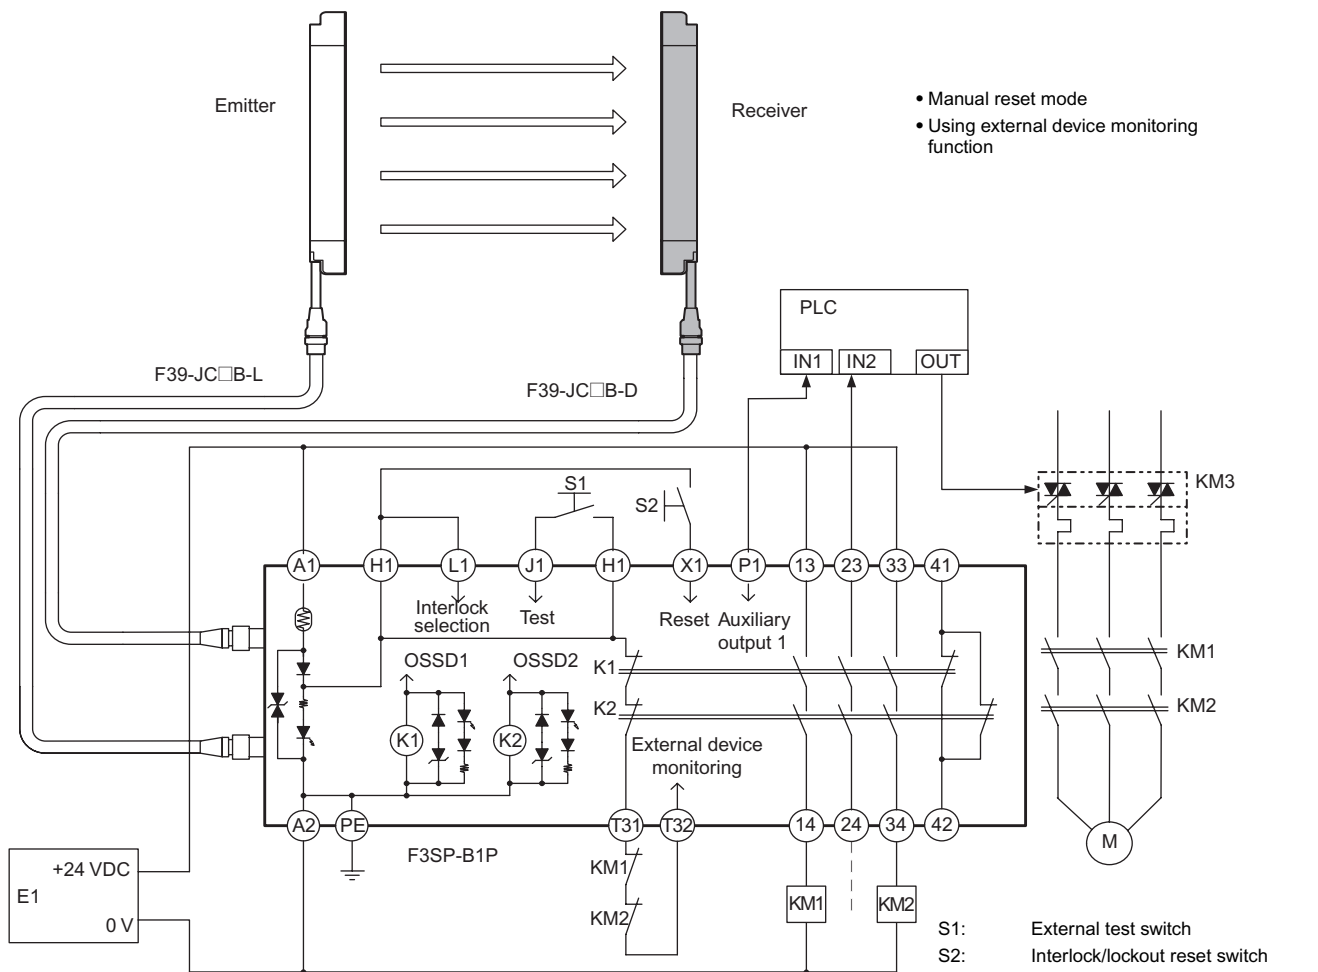 Emitter
Receiver
• Manual reset mode
• Using external device monitoring
function
PLC
IN1
IN2
OUT
F39-JC□B-L
F39-JC□B-D
KM3
S1
S2
A1
H1
L1
J1
H1
X1
P1
13
23
33
41
Interlock
selection
Test
Reset
Auxiliary
output 1
OSSD1
OSSD2
K1
K2
K1
K2
External device
monitoring
KM1
KM2
A2
PE
T31
T32
14
24
34
42
M
F3SP-B1P
+24 VDC
E1
0 V
KM1
KM2
KM1
KM2
S1: External test switch
S2: Interlock/lockout reset switch